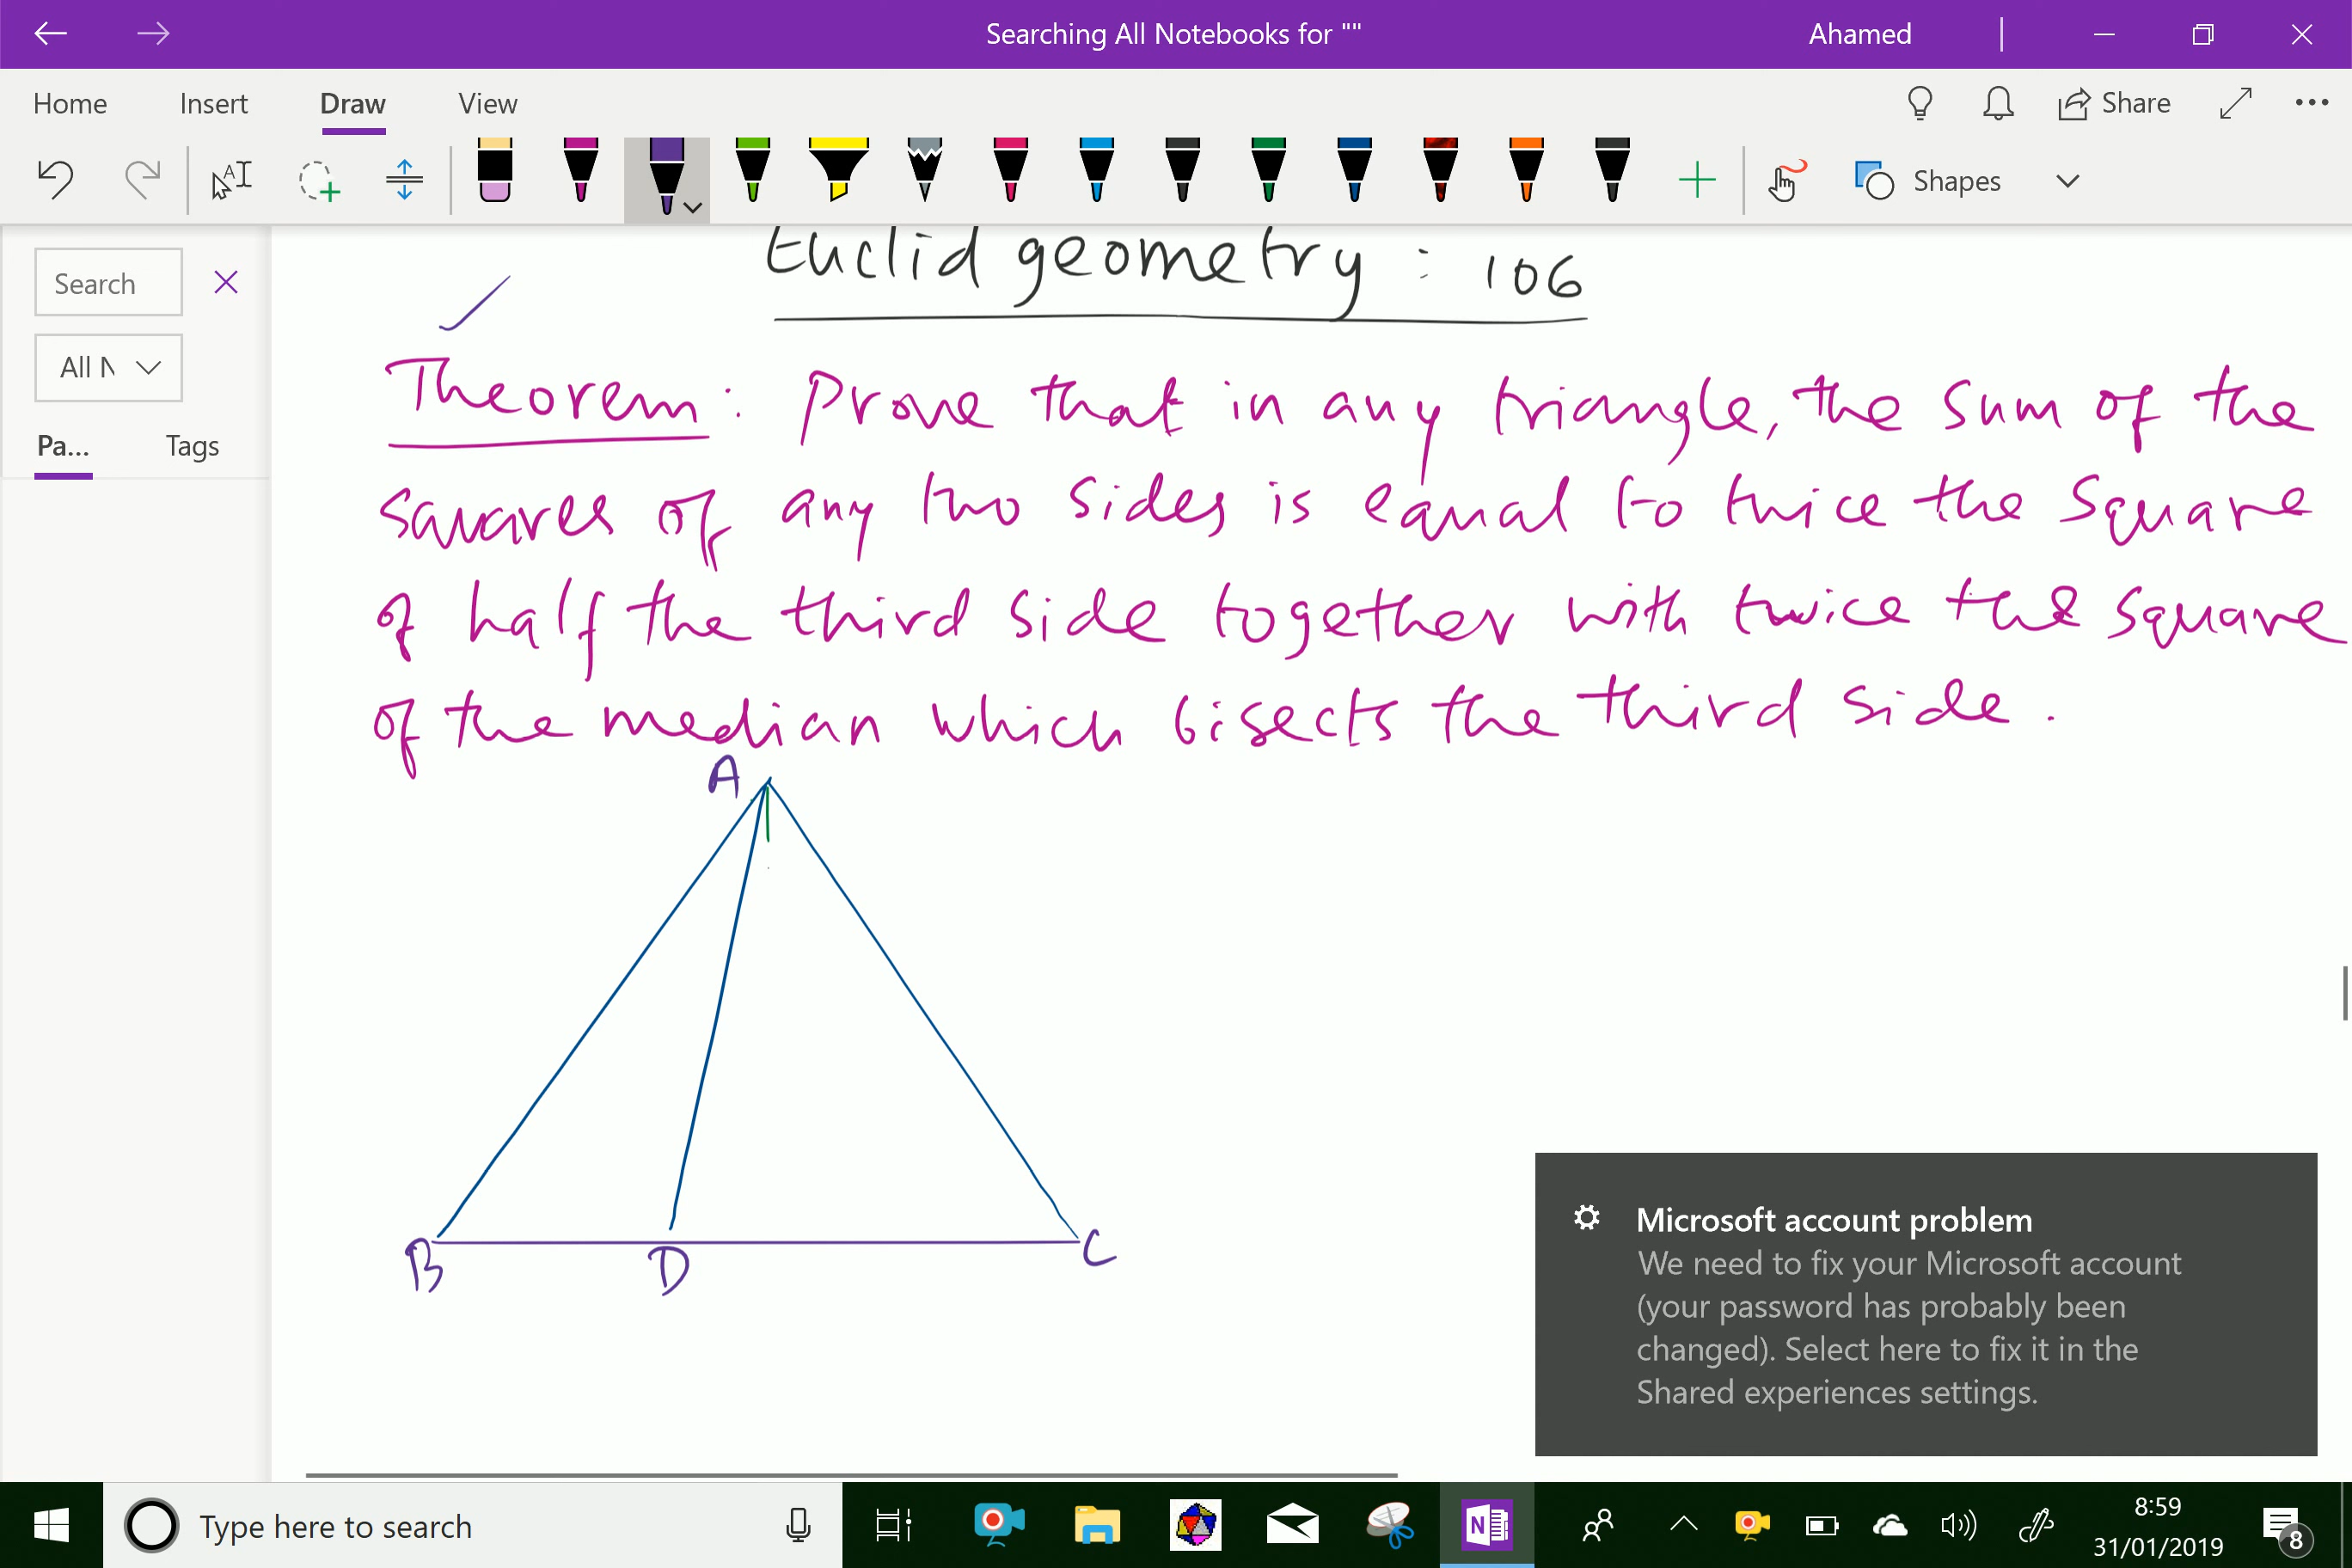 Searching All Notebooks for ""
Ahamed
Home Insert Draw View
Share
Shapes
Search
All N
Pa... Tags
Euclid geometry : 106
Theorem : Prove that in any triangle, the sum of the
squares of any two sides is equal to twice the square
of half the third side together with twice the square
of the median which bisects the third side .
A
B
D
C
Microsoft account problem
We need to fix your Microsoft account
(your password has probably been
changed). Select here to fix it in the
Shared experiences settings.
Type here to search
8:59
31/01/2019
8